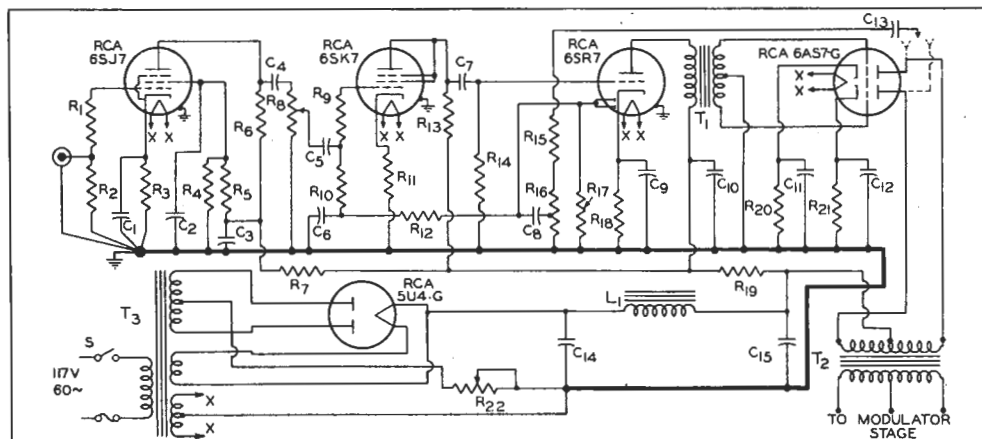 RCA
6SJ7
RCA
6SK7
RCA
6SR7
C13
RCA 6AS7-G
C4
C7
R1
R8
R9
R6
R13
T1
X X
X X
X X
X
X
C5
R15
R2
R3
R4
R5
R10
R11
R14
R16
R17
R18
C9
C10
C11
C12
R20
R21
C1
C2
C3
C6
R12
C8
R7
RCA
5U4-G
R19
T3
L1
S
C14
C15
T2
117V
60~
X
X
R22
TO MODULATOR
STAGE